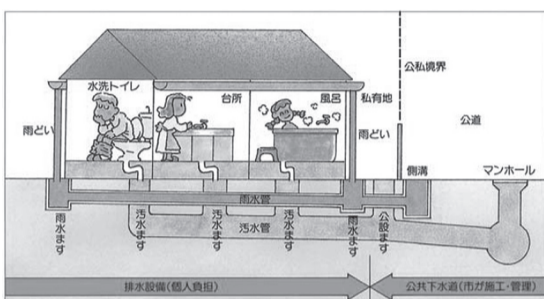 公私境界
水洗トイレ
台所
風呂
私有地
公道
雨どい
雨どい
側溝
マンホール
雨水管
雨水ます
汚水ます
汚水ます
汚水ます
雨水ます
公設ます
汚水管
排水設備(個人負担)
公共下水道(市が施工・管理)